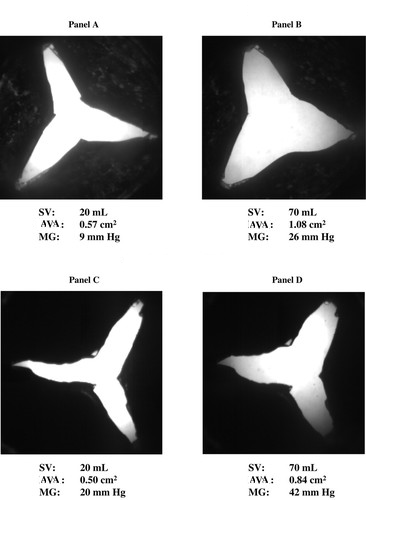 Panel A
Panel B
SV: 20 mL
AVA: 0.57 cm²
MG: 9 mm Hg
SV: 70 mL
AVA: 1.08 cm²
MG: 26 mm Hg
Panel C
Panel D
SV: 20 mL
AVA: 0.50 cm²
MG: 20 mm Hg
SV: 70 mL
AVA: 0.84 cm²
MG: 42 mm Hg